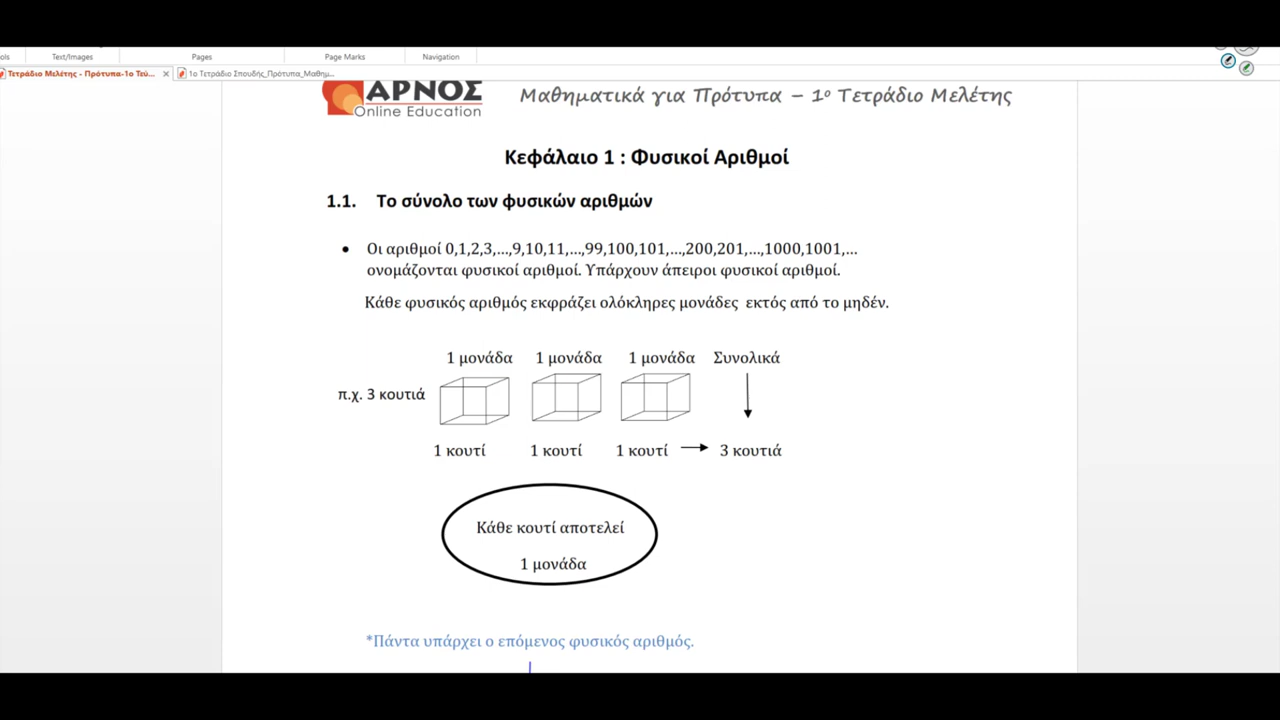 Text/Images Pages Page Marks Navigation
Τετράδιο Μελέτης - Πρότυπα-1ο Τεύ... × 1ο Τετράδιο Σπουδής_Πρότυπα_Μαθημ...
ΑΡΝΟΣ
Online Education
Μαθηματικά για Πρότυπα – 1ο Τετράδιο Μελέτης
Κεφάλαιο 1 : Φυσικοί Αριθμοί
1.1. Το σύνολο των φυσικών αριθμών
• Οι αριθμοί 0,1,2,3,...,9,10,11,...,99,100,101,...,200,201,...,1000,1001,...
ονομάζονται φυσικοί αριθμοί. Υπάρχουν άπειροι φυσικοί αριθμοί.
Κάθε φυσικός αριθμός εκφράζει ολόκληρες μονάδες εκτός από το μηδέν.
1 μονάδα 1 μονάδα 1 μονάδα Συνολικά
π.χ. 3 κουτιά
1 κουτί 1 κουτί 1 κουτί → 3 κουτιά
Κάθε κουτί αποτελεί
1 μονάδα
*Πάντα υπάρχει ο επόμενος φυσικός αριθμός.